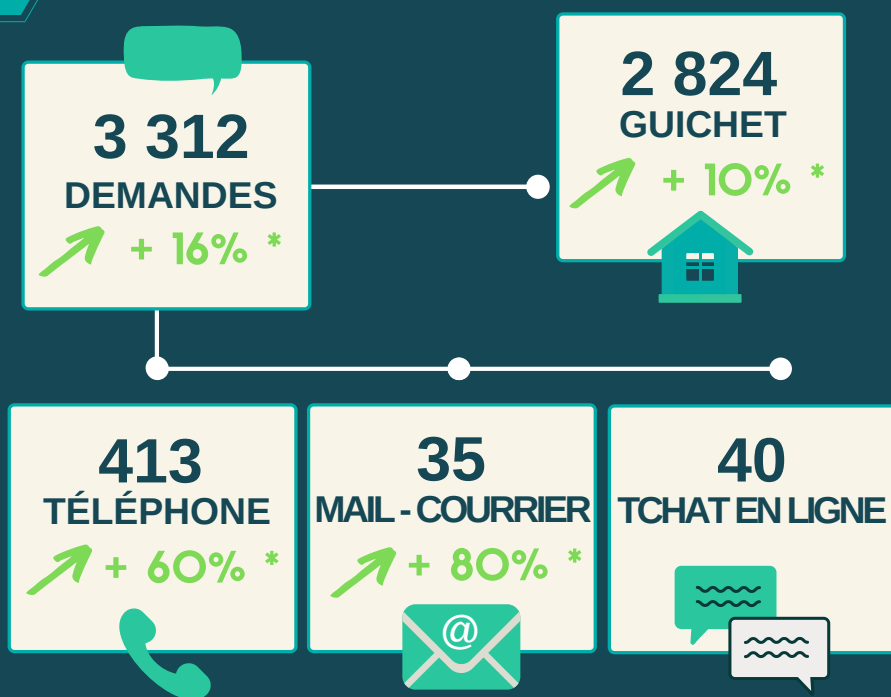 3 312
DEMANDES
+ 16% *
2 824
GUICHET
+ 10% *
413
TÉLÉPHONE
+ 60% *
35
MAIL - COURRIER
+ 80% *
@
40
TCHAT EN LIGNE